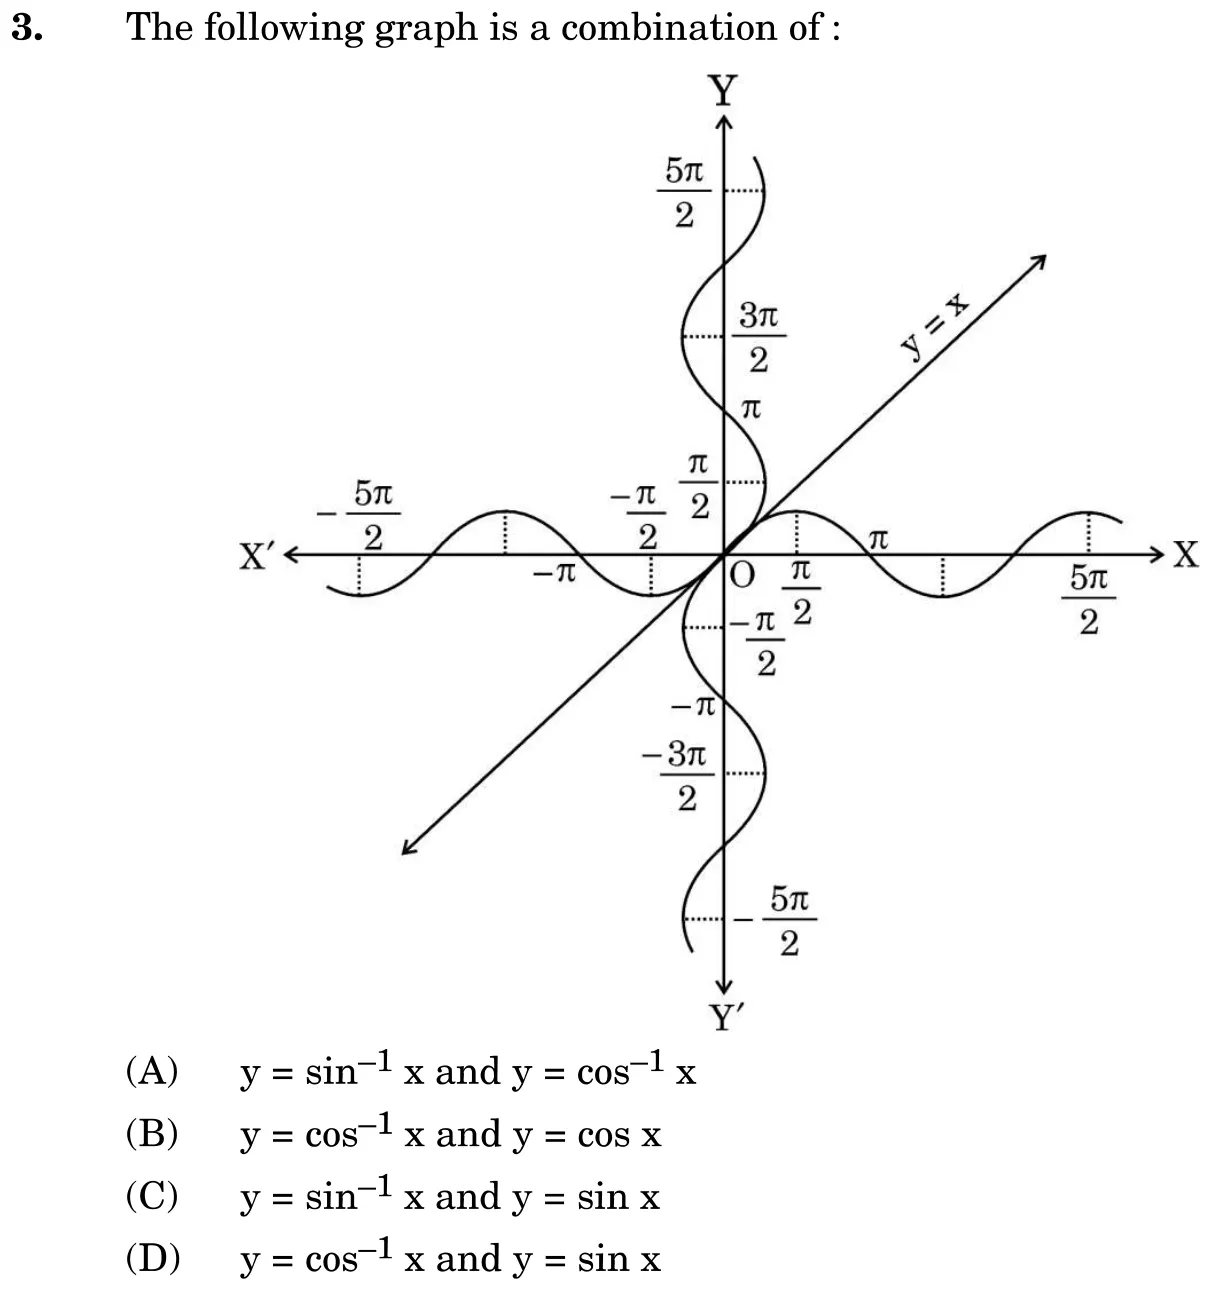 3. The following graph is a combination of :
Y
5π/2
3π/2
y = x
π
π/2
– 5π/2
–π/2
X′
–π
O
π/2
π
5π/2
X
–π/2
–π
–3π/2
– 5π/2
Y′
(A) y = sin⁻¹ x and y = cos⁻¹ x
(B) y = cos⁻¹ x and y = cos x
(C) y = sin⁻¹ x and y = sin x
(D) y = cos⁻¹ x and y = sin x